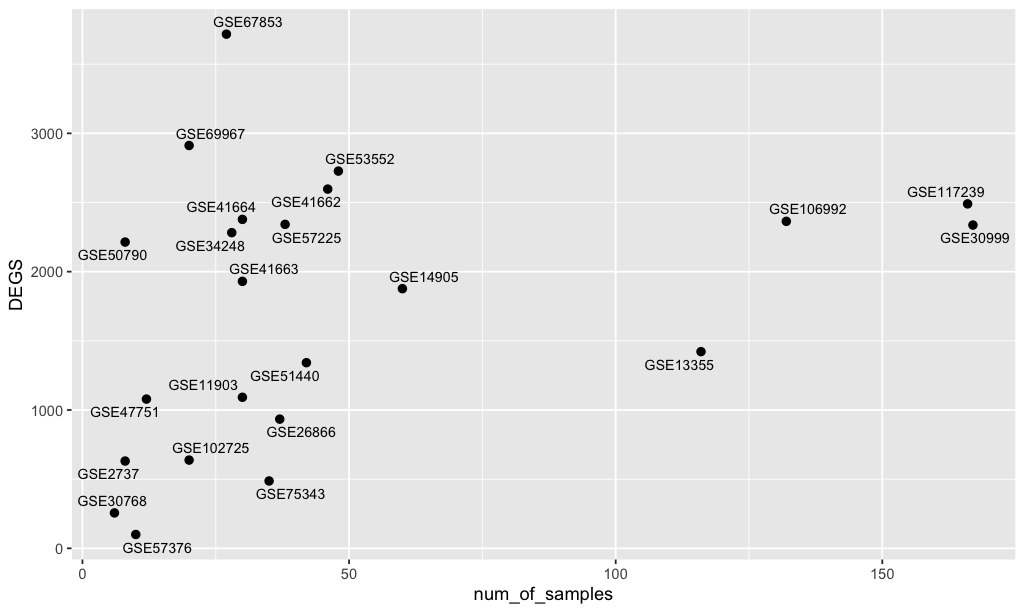 GSE67853
3000
GSE69967
GSE53552
GSE117239
GSE41662
GSE41664
GSE106992
GSE57225
GSE30999
GSE34248
GSE50790
DEGS
2000
GSE41663
GSE14905
GSE13355
GSE51440
GSE11903
1000
GSE47751
GSE26866
GSE102725
GSE2737
GSE75343
GSE30768
0
GSE57376
0 50 100 150
num_of_samples